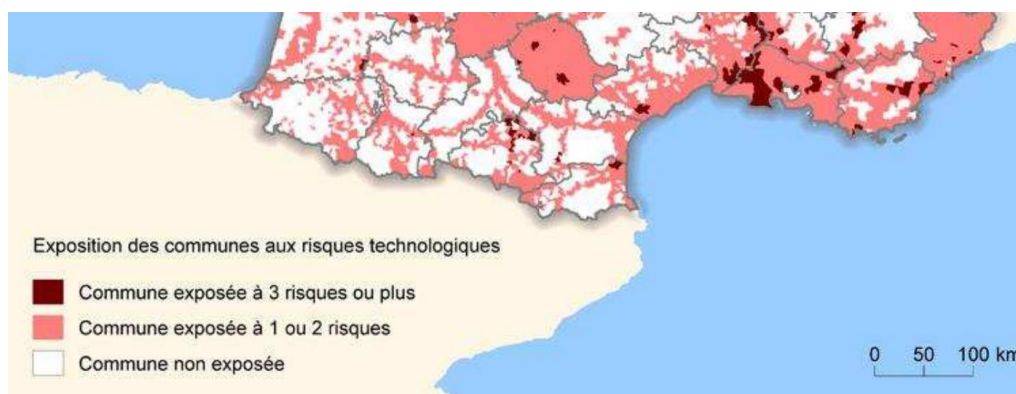 Exposition des communes aux risques technologiques
Commune exposée à 3 risques ou plus
Commune exposée à 1 ou 2 risques
Commune non exposée
0 50 100 km